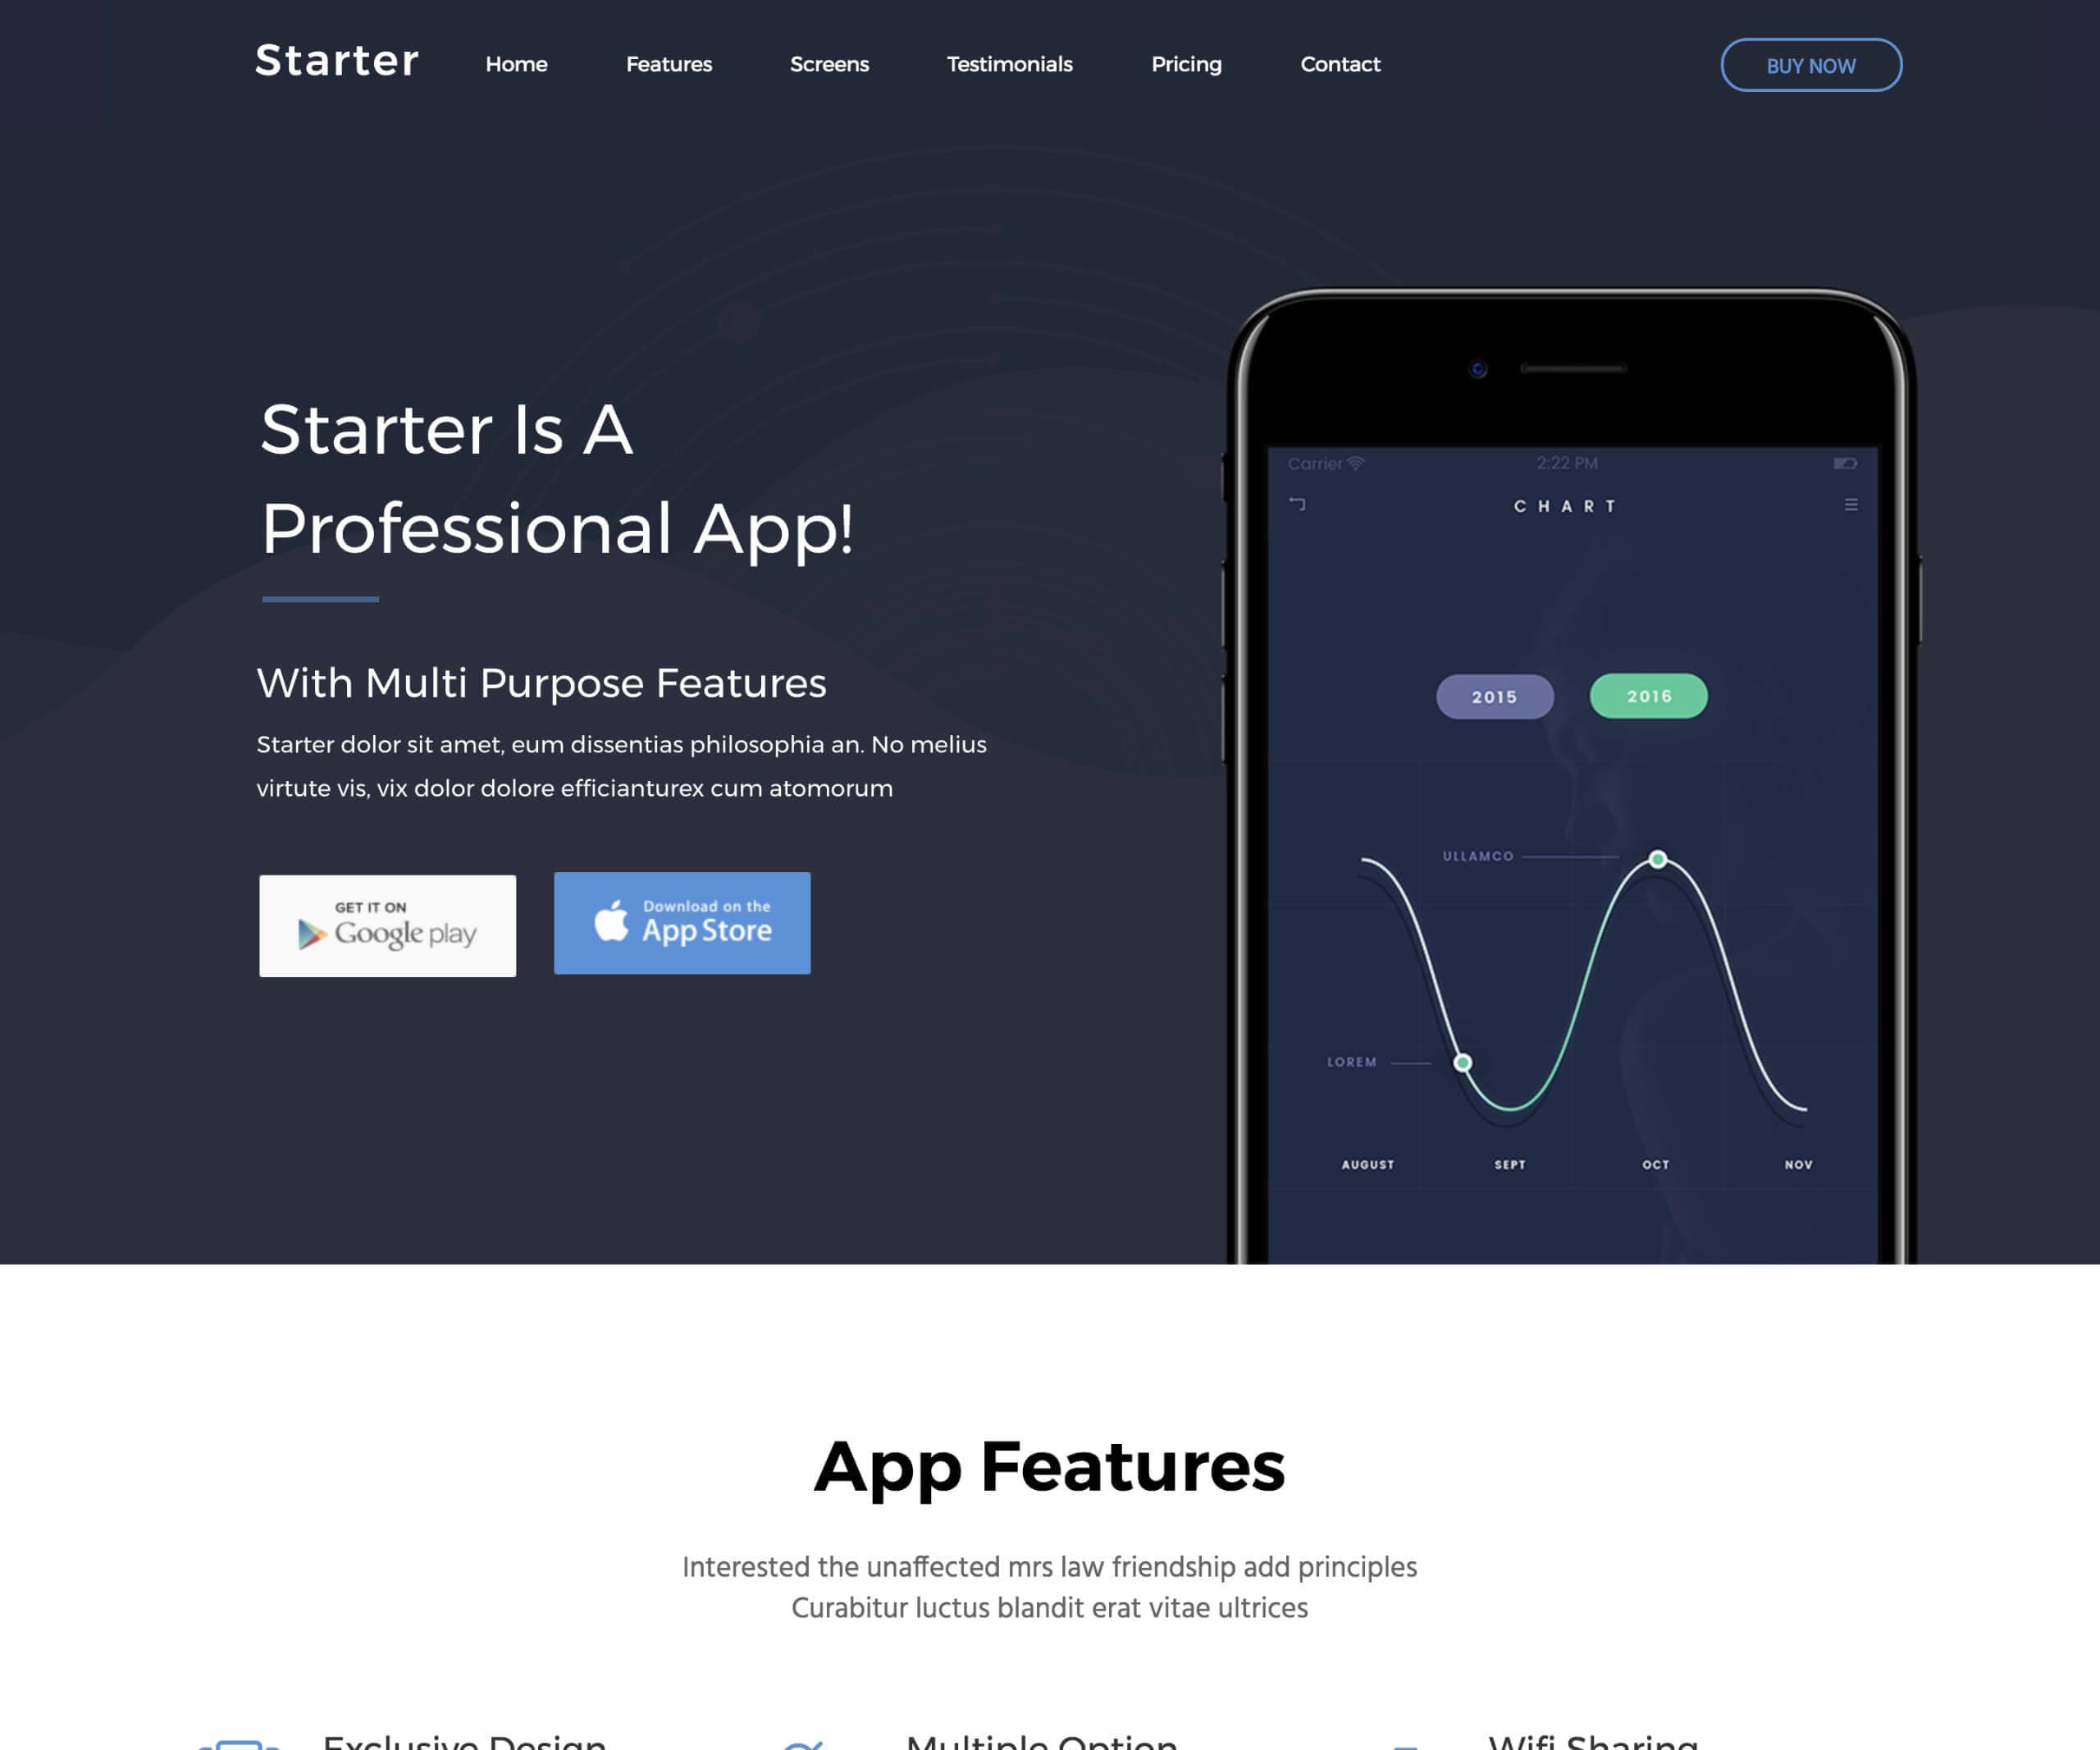 Starter
Home
Features
Screens
Testimonials
Pricing
Contact
BUY NOW
Starter Is A
Professional App!
With Multi Purpose Features
Starter dolor sit amet, eum dissentias philosophia an. No melius
virtute vis, vix dolor dolore efficianturex cum atomorum
GET IT ON
Google play
Download on the
App Store
Carrier
2:22 PM
CHART
2015
2016
ULLAMCO
LOREM
AUGUST
SEPT
OCT
NOV
App Features
Interested the unaffected mrs law friendship add principles
Curabitur luctus blandit erat vitae ultrices
Exclusive Design
Multiple Option
Wifi Sharing